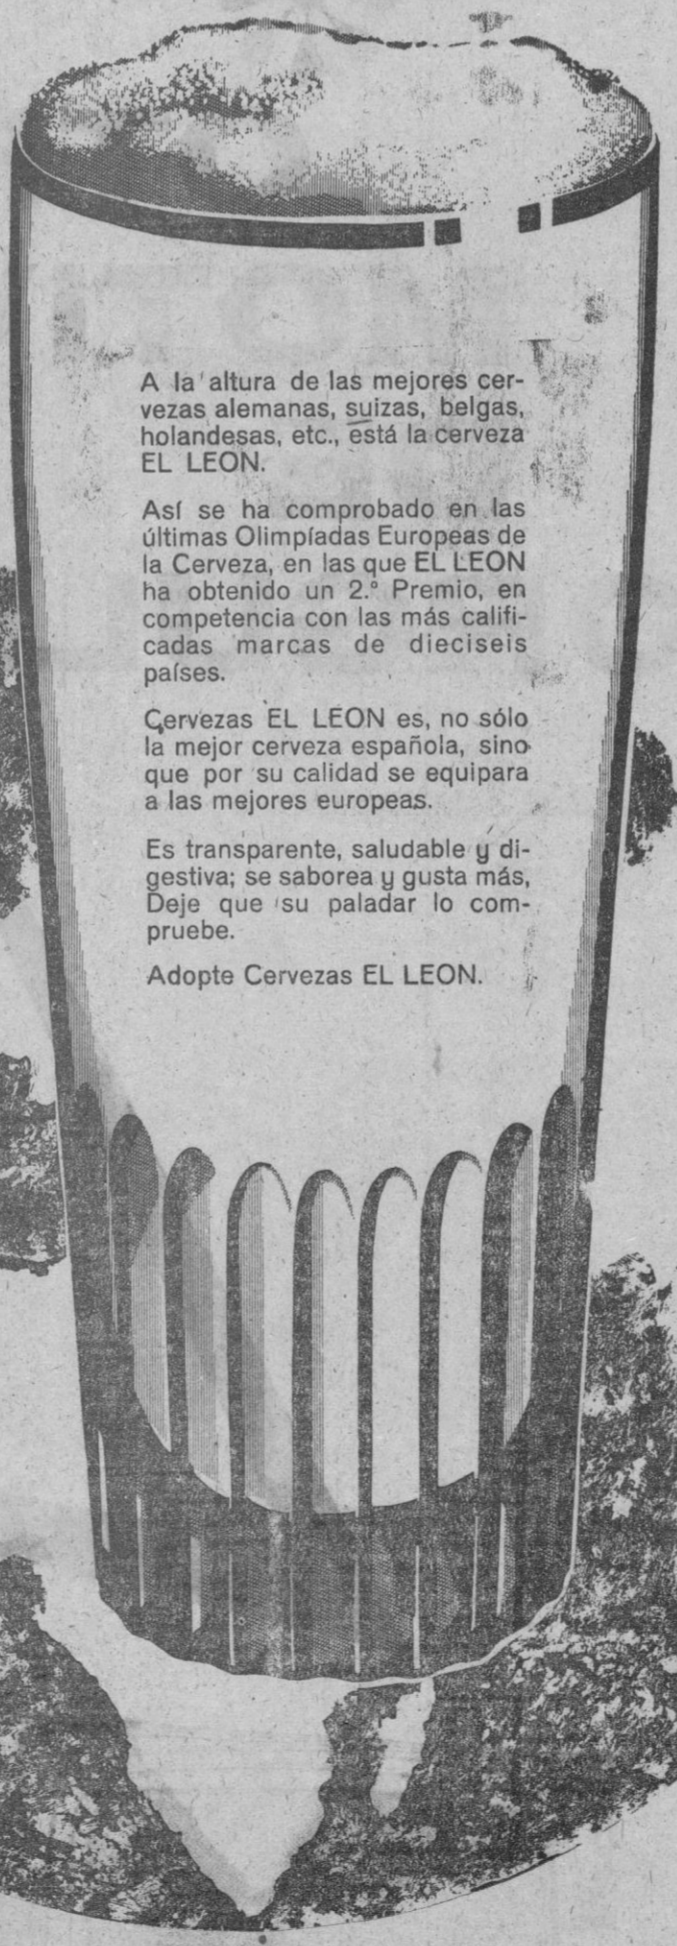 A la altura de las mejores cer-
vezas alemanas, suizas, belgas,
holandesas, etc., está la cerveza
EL LEON.
Así se ha comprobado en las
últimas Olimpíadas Europeas de
la Cerveza, en las que EL LEON
ha obtenido un 2.º Premio, en
competencia con las más califi-
cadas marcas de dieciseis
países.
Cervezas EL LEON es, no sólo
la mejor cerveza española, sino
que por su calidad se equipara
a las mejores europeas.
Es transparente, saludable y di-
gestiva; se saborea y gusta más,
Deje que su paladar lo com-
pruebe.
Adopte Cervezas EL LEON.